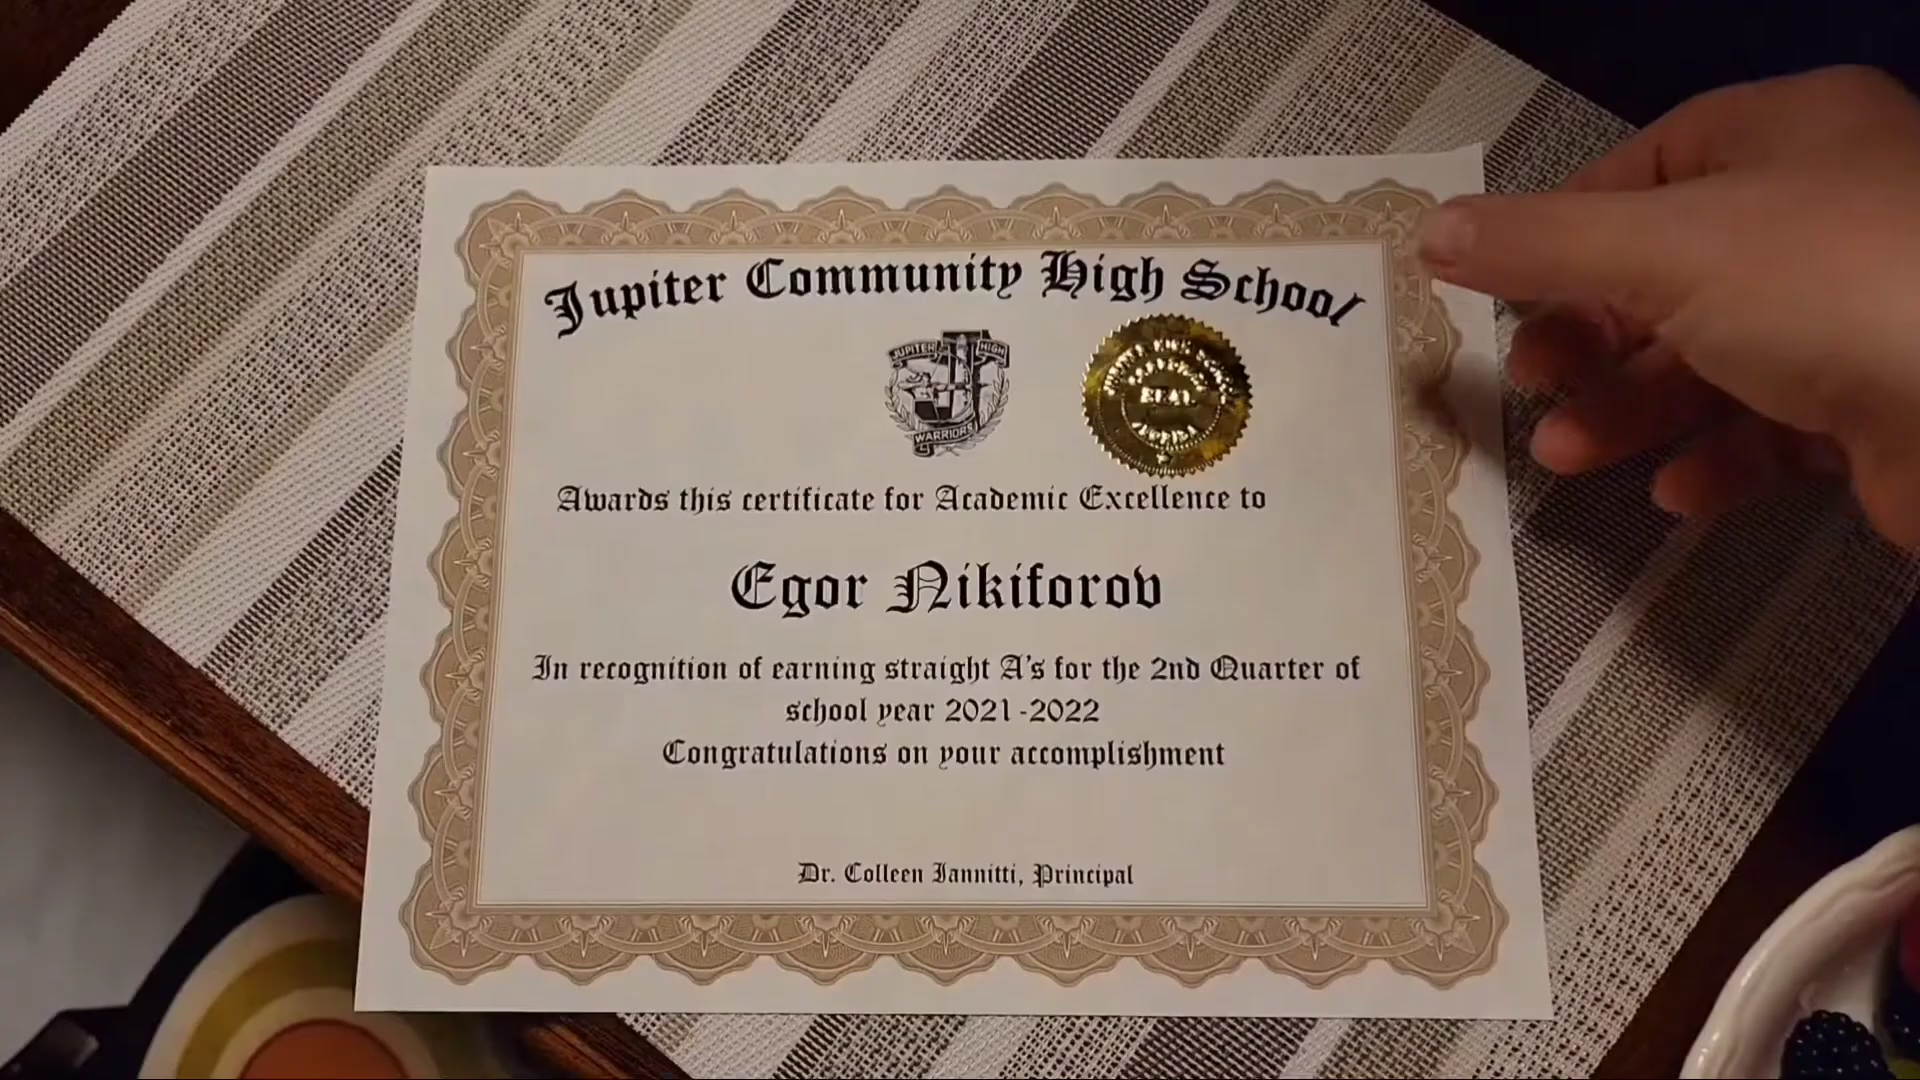 Jupiter Community High School
JUPITER HIGH
WARRIORS
SEAL
Awards this certificate for Academic Excellence to
Egor Nikiforov
In recognition of earning straight A's for the 2nd Quarter of
school year 2021-2022
Congratulations on your accomplishment
Dr. Colleen Iannitti, Principal